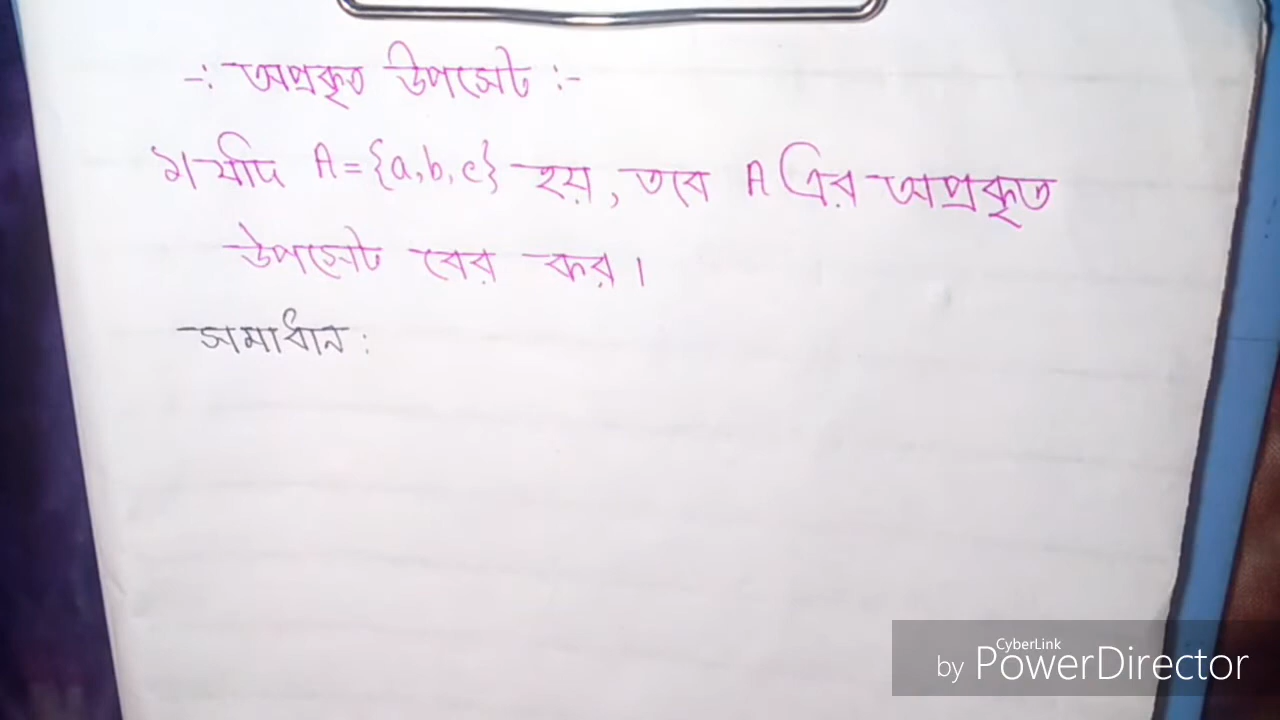 -: অপ্রকৃত উপসেট :-
১। যদি A = {a, b, c} হয়, তবে A এর অপ্রকৃত
উপসেট বের কর।
সমাধান :
CyberLink
by PowerDirector